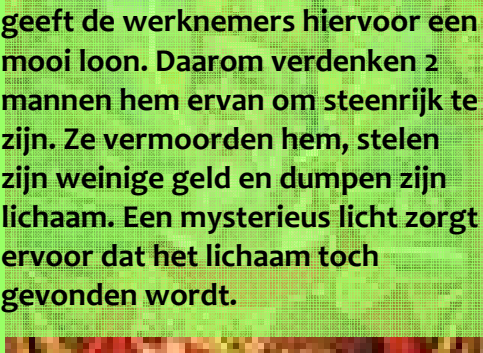 geeft de werknemers hiervoor een
mooi loon. Daarom verdenken 2
mannen hem ervan om steenrijk te
zijn. Ze vermoorden hem, stelen
zijn weinige geld en dumpen zijn
lichaam. Een mysterieus licht zorgt
ervoor dat het lichaam toch
gevonden wordt.